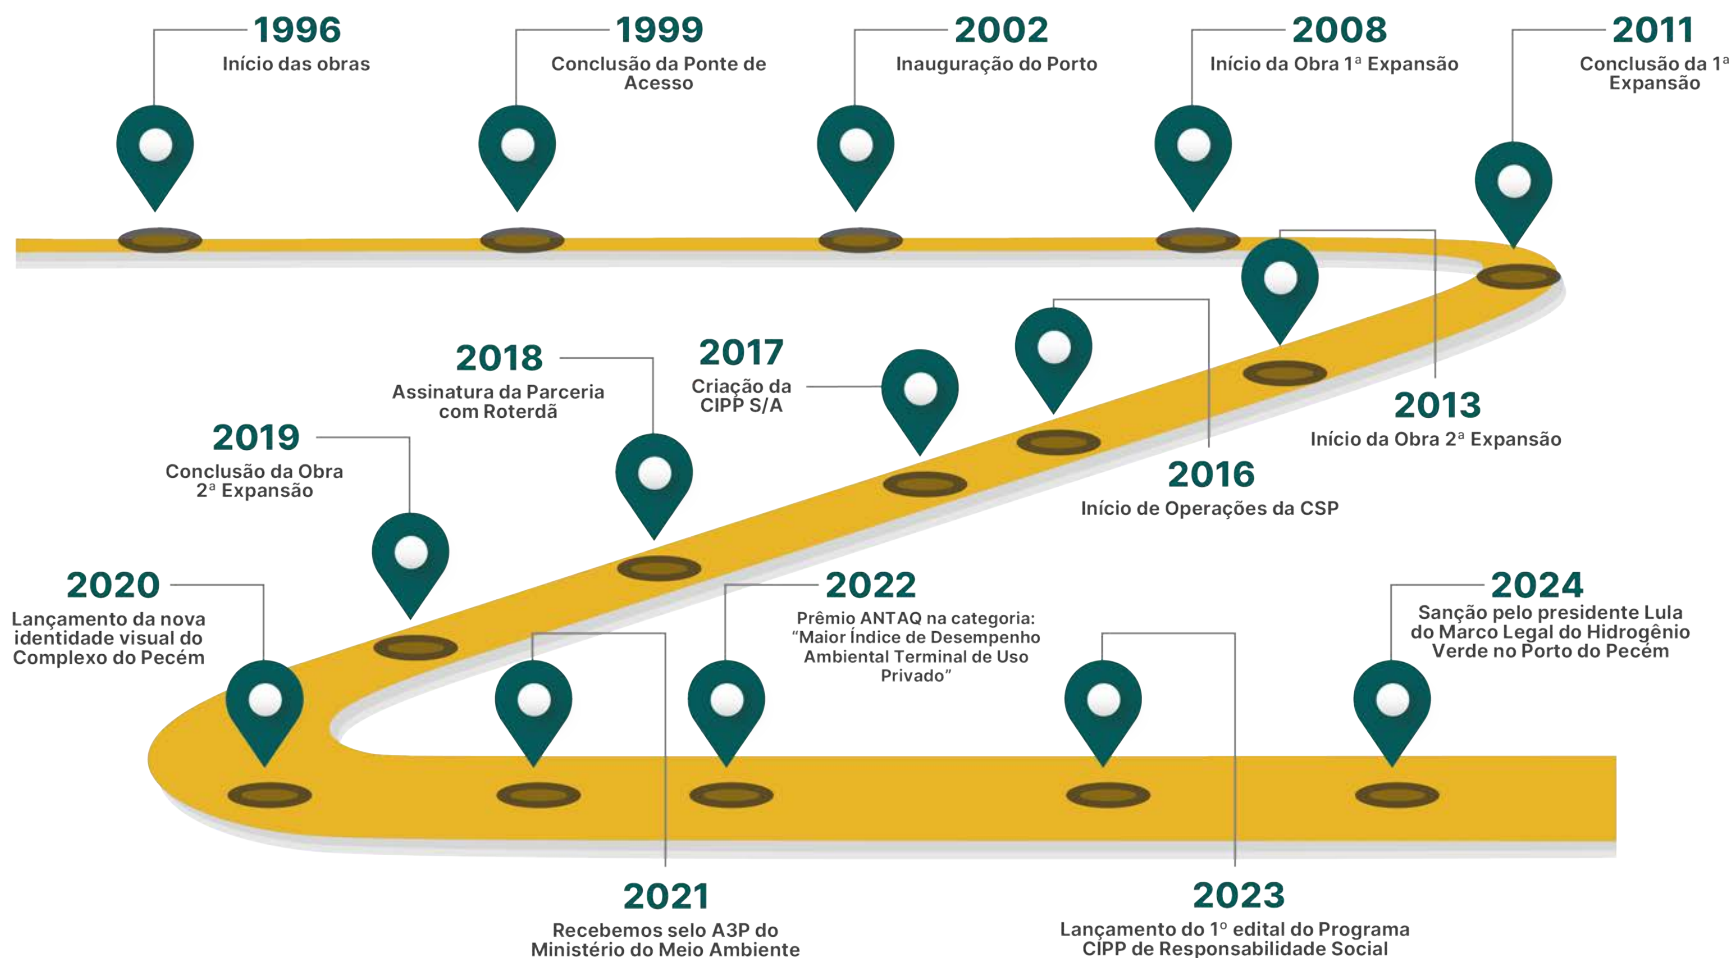 1996
Início das obras
1999
Conclusão da Ponte de
Acesso
2002
Inauguração do Porto
2008
Início da Obra 1ª Expansão
2011
Conclusão da 1ª
Expansão
2013
Início da Obra 2ª Expansão
2016
Início de Operações da CSP
2017
Criação da
CIPP S/A
2018
Assinatura da Parceria
com Roterdã
2019
Conclusão da Obra
2ª Expansão
2020
Lançamento da nova
identidade visual do
Complexo do Pecém
2021
Recebemos selo A3P do
Ministério do Meio Ambiente
2022
Prêmio ANTAQ na categoria:
“Maior Índice de Desempenho
Ambiental Terminal de Uso
Privado”
2023
Lançamento do 1º edital do Programa
CIPP de Responsabilidade Social
2024
Sanção pelo presidente Lula
do Marco Legal do Hidrogênio
Verde no Porto do Pecém